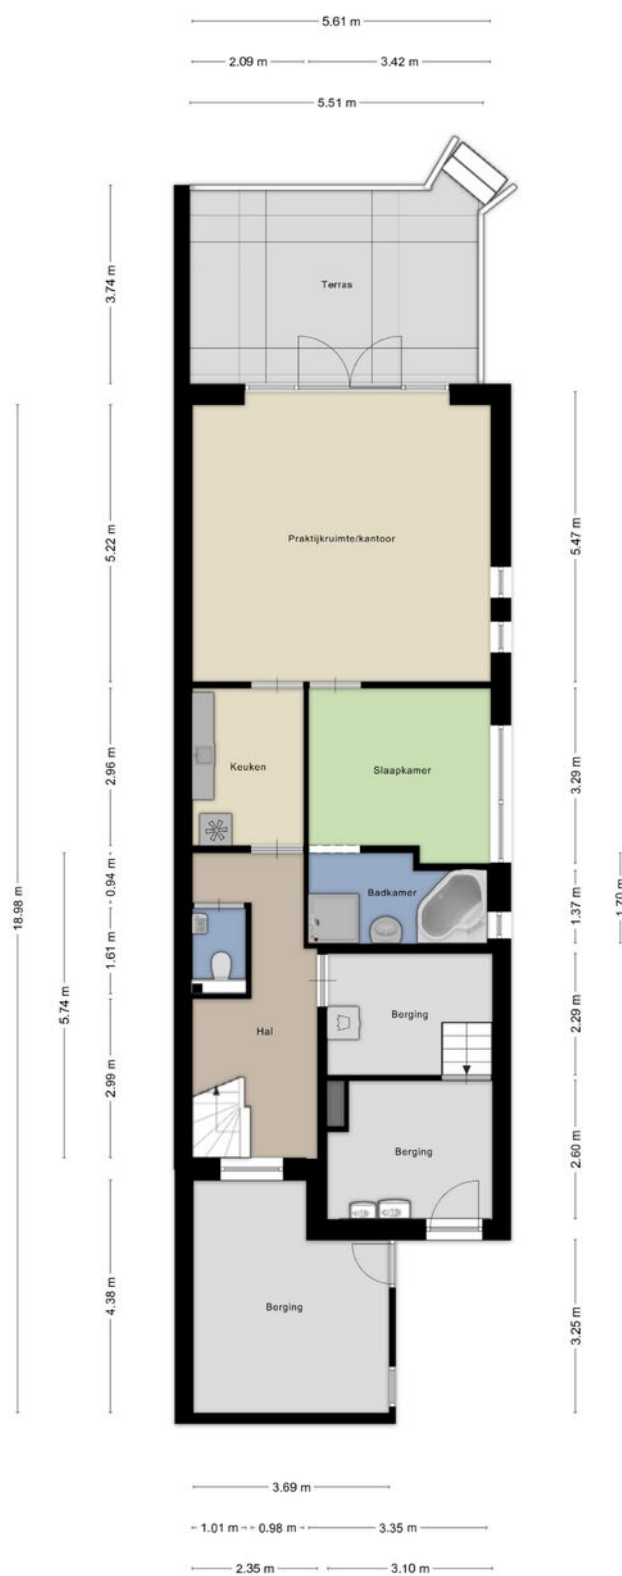 5.61 m
2.09 m
3.42 m
5.51 m
3.74 m
Terras
18.98 m
5.22 m
Praktijkruimte/kantoor
5.47 m
2.96 m
Keuken
Slaapkamer
3.29 m
5.74 m
0.94 m
Badkamer
1.37 m
1.70 m
1.61 m
Berging
2.29 m
Hal
2.99 m
Berging
2.60 m
4.38 m
Berging
3.25 m
3.69 m
1.01 m
0.98 m
3.35 m
2.35 m
3.10 m